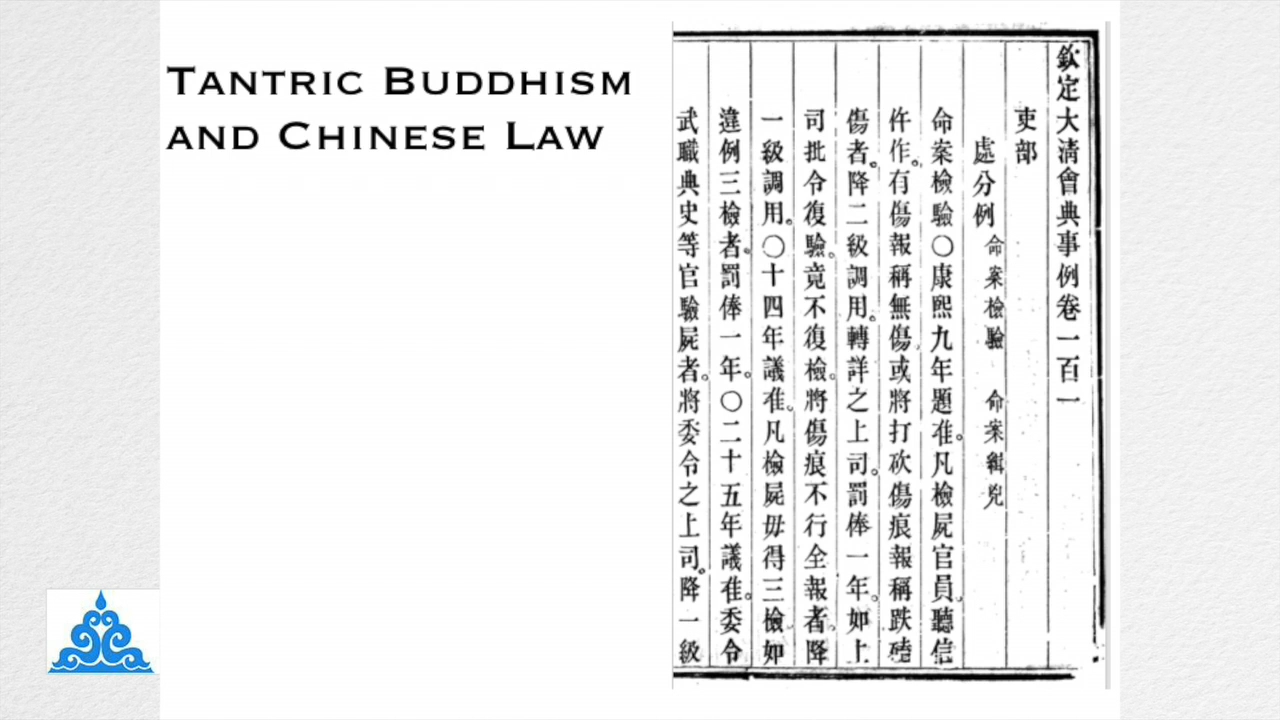 TANTRIC BUDDHISM
AND CHINESE LAW
欽定大清會典事例卷一百一
吏部
處分例 命案檢驗 命案緝兇
命案檢驗○康熙九年題准。凡檢屍官員。聽信
仵作。有傷報稱無傷。或將打砍傷痕報稱跌磕
傷者。降二級調用。轉詳之上司。罰俸一年。如上
司批令復驗。竟不復檢。將傷痕不行全報者。降
一級調用。○十四年議准。凡檢屍毋得三檢。如
違例三檢者。罰俸一年。○二十五年議准。委令
武職典史等官驗屍者。將委令之上司。降一級